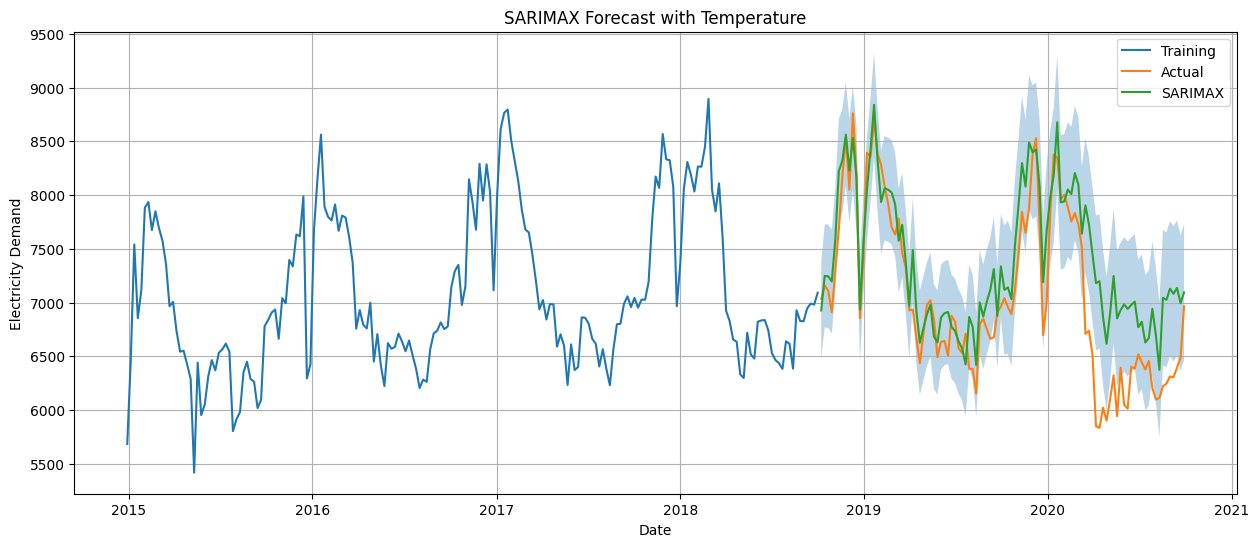 SARIMAX Forecast with Temperature
Training
Actual
SARIMAX
Electricity Demand
9500
9000
8500
8000
7500
7000
6500
6000
5500
2015 2016 2017 2018 2019 2020 2021
Date